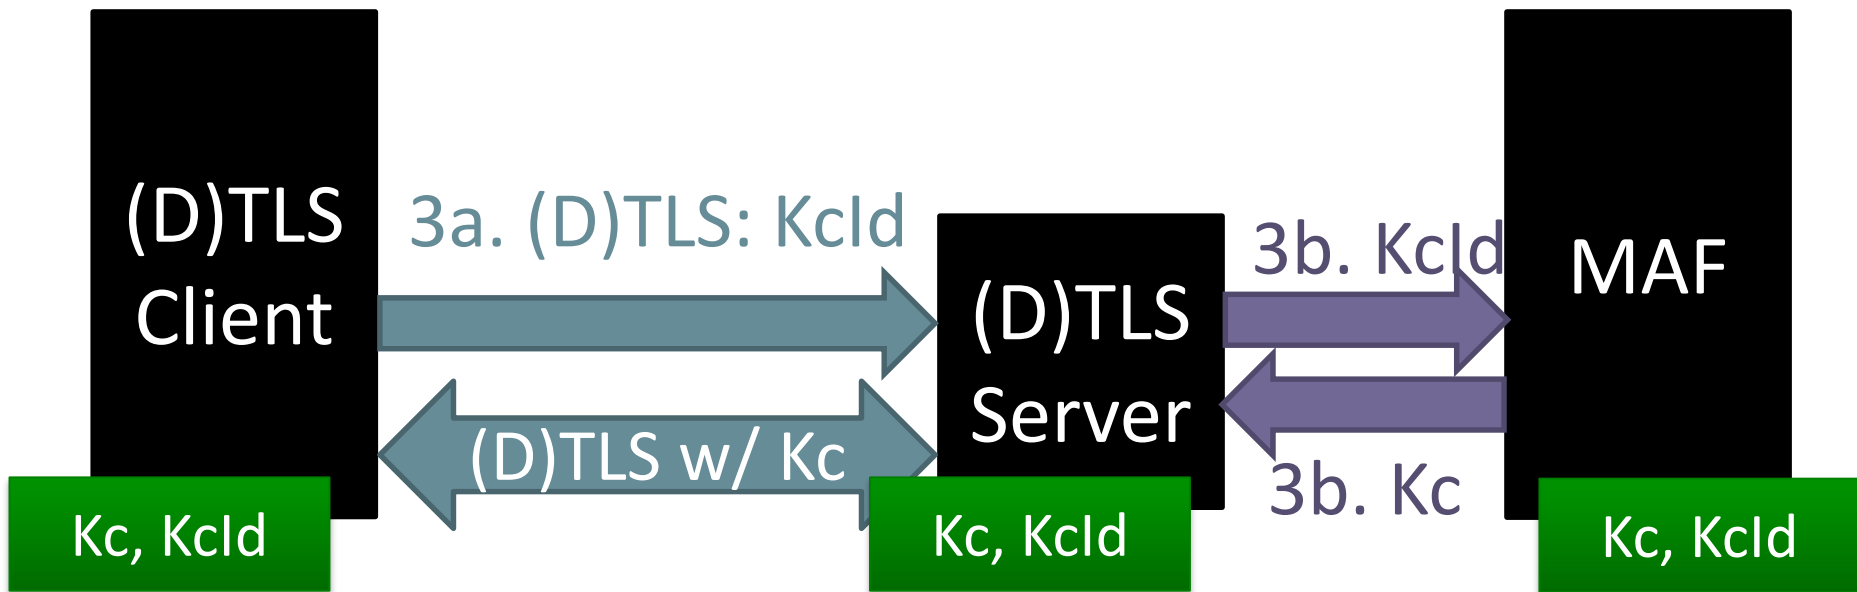 (D)TLS
Client
3a. (D)TLS: KcId
(D)TLS w/ Kc
(D)TLS
Server
3b. KcId
3b. Kc
MAF
Kc, KcId
Kc, KcId
Kc, KcId